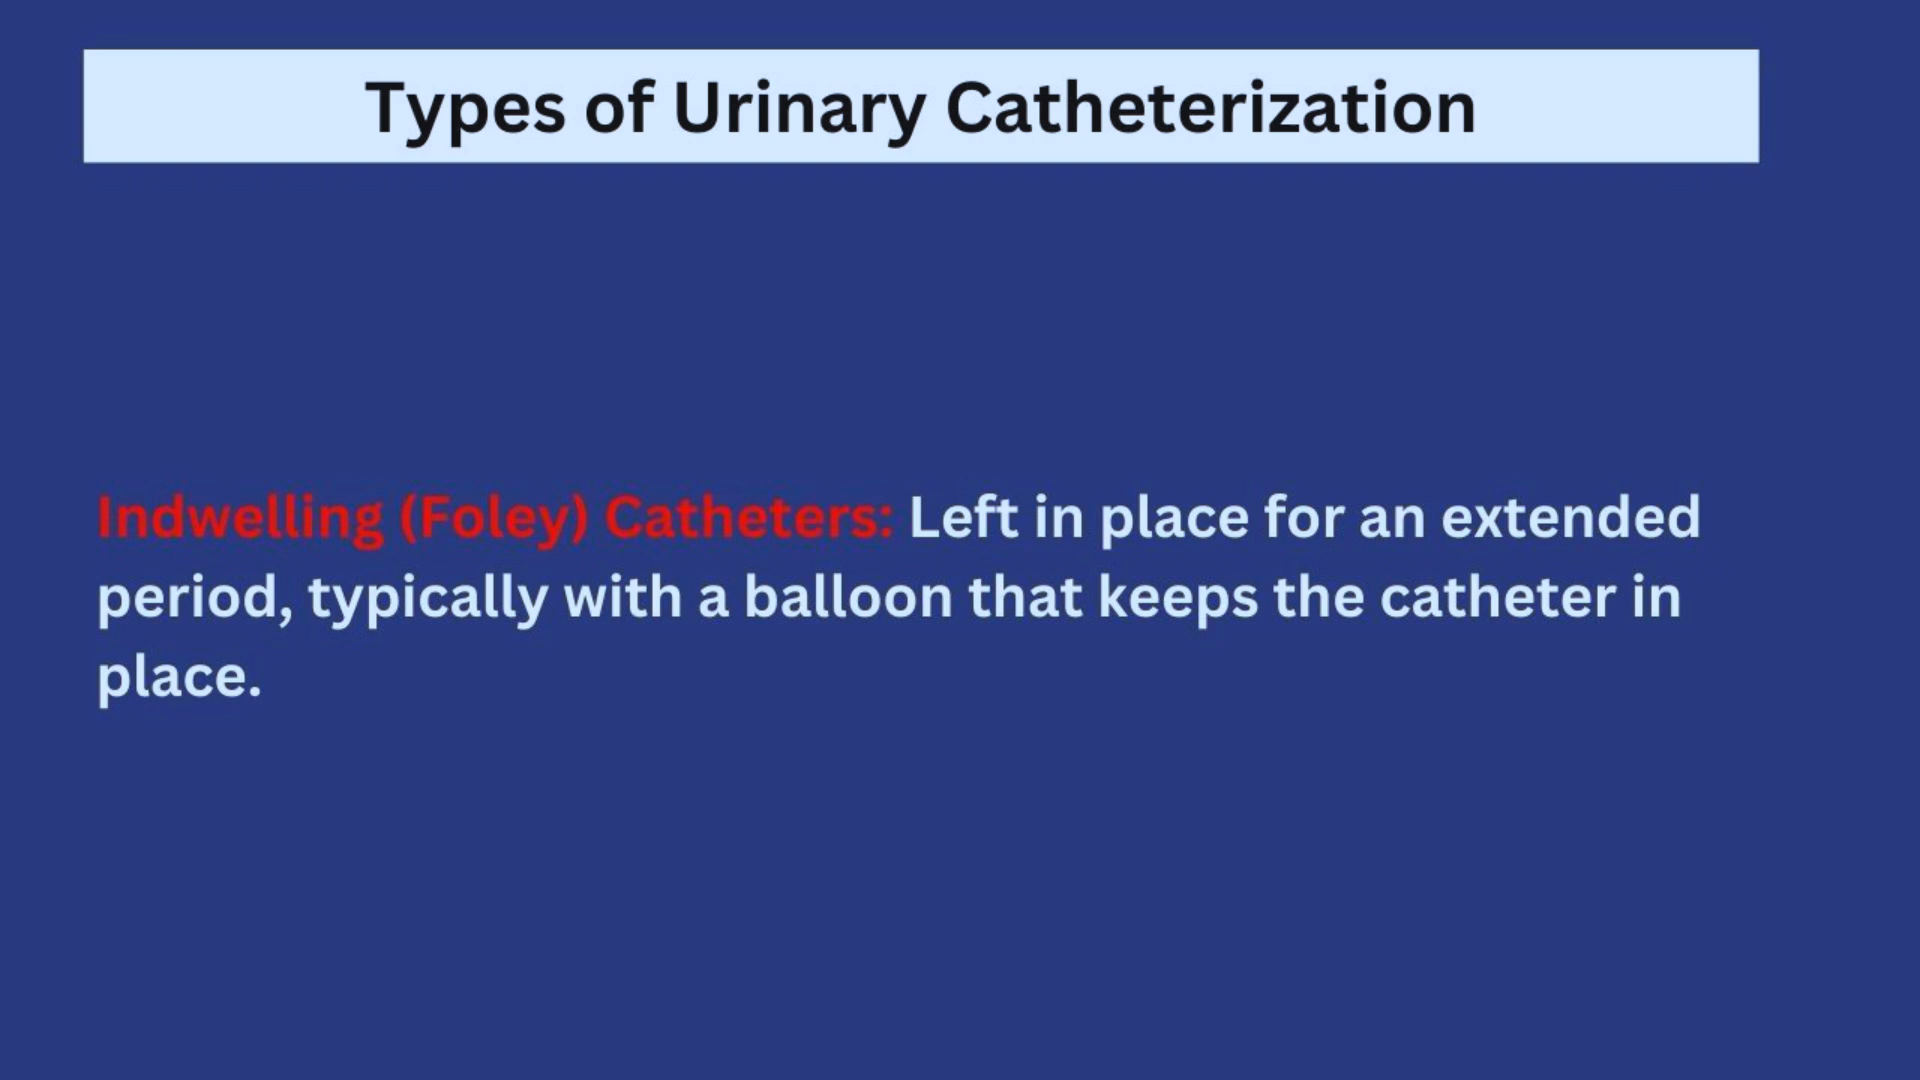 Types of Urinary Catheterization
Indwelling (Foley) Catheters: Left in place for an extended
period, typically with a balloon that keeps the catheter in
place.